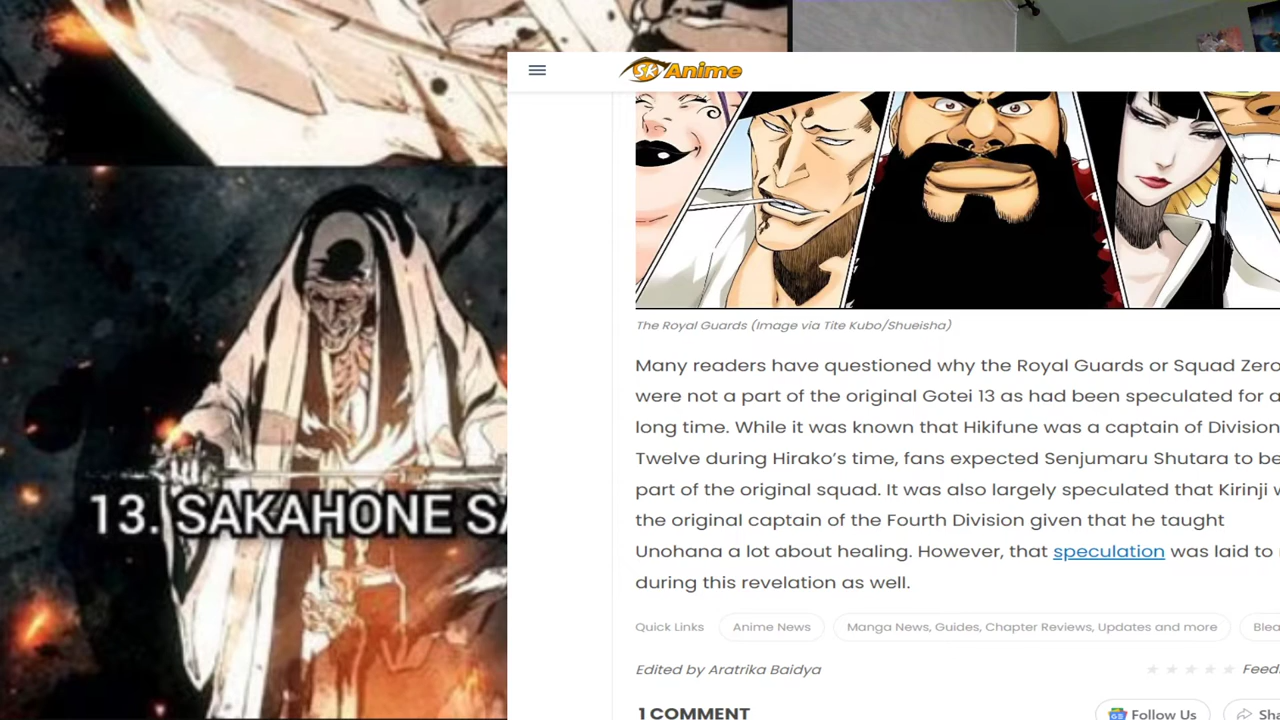 SK Anime
The Royal Guards (Image via Tite Kubo/Shueisha)
Many readers have questioned why the Royal Guards or Squad Zero
were not a part of the original Gotei 13 as had been speculated for a
long time. While it was known that Hikifune was a captain of Division
Twelve during Hirako’s time, fans expected Senjumaru Shutara to be
part of the original squad. It was also largely speculated that Kirinji w
the original captain of the Fourth Division given that he taught
Unohana a lot about healing. However, that speculation was laid to
during this revelation as well.
Quick Links Anime News Manga News, Guides, Chapter Reviews, Updates and more Blea
Edited by Aratrika Baidya Feed
1 COMMENT Follow Us Sha
13. SAKAHONE SA